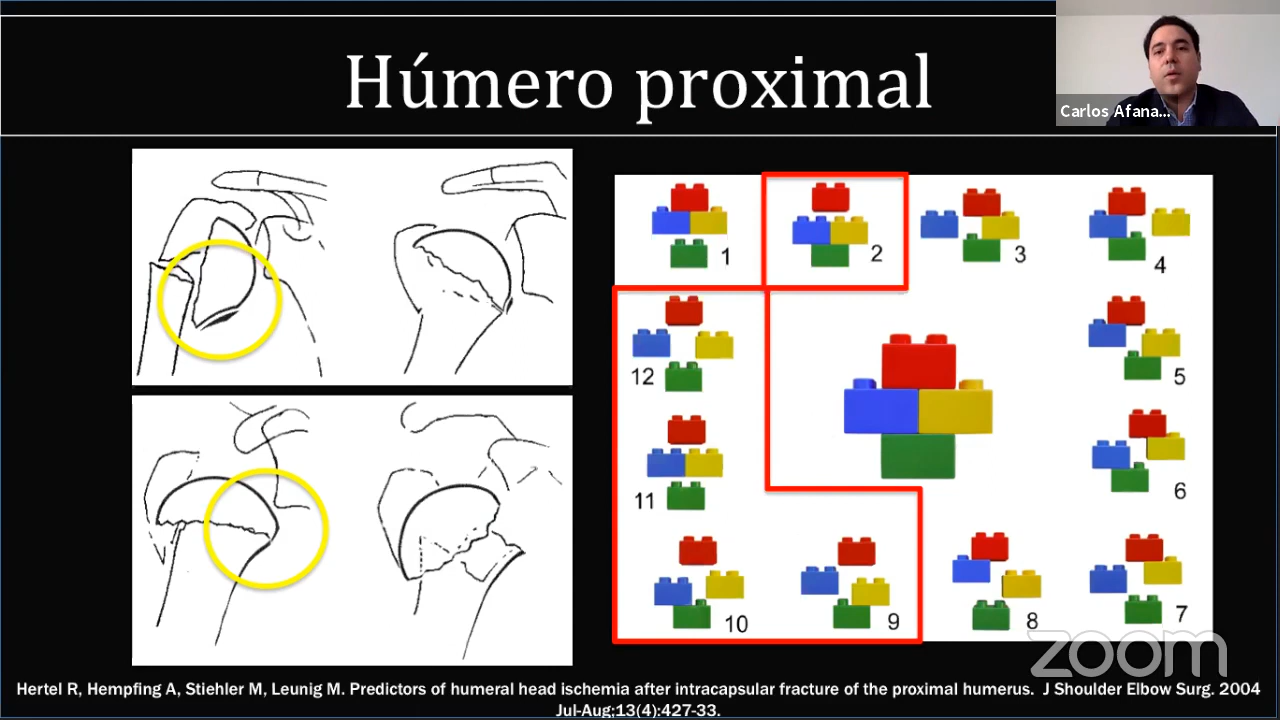 Húmero proximal
Carlos Afana...
1
2
3
4
12
5
11
6
10
9
8
7
zoom
Hertel R, Hempfing A, Stiehler M, Leunig M. Predictors of humeral head ischemia after intracapsular fracture of the proximal humerus.  J Shoulder Elbow Surg. 2004
Jul-Aug;13(4):427-33.